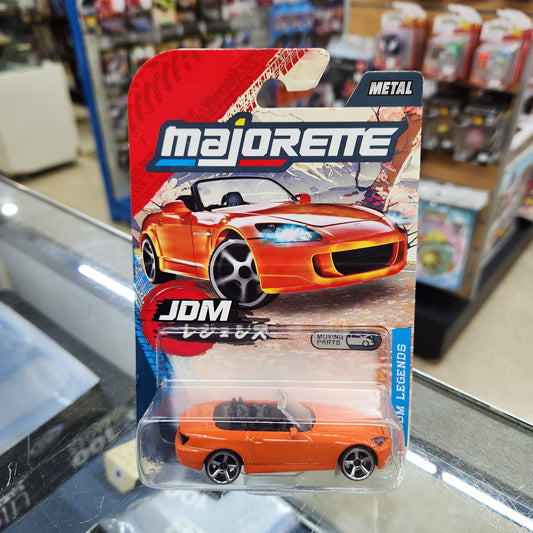 METAL
majorette
JDM
レジェンズ
MOVING
PARTS
JDM LEGENDS